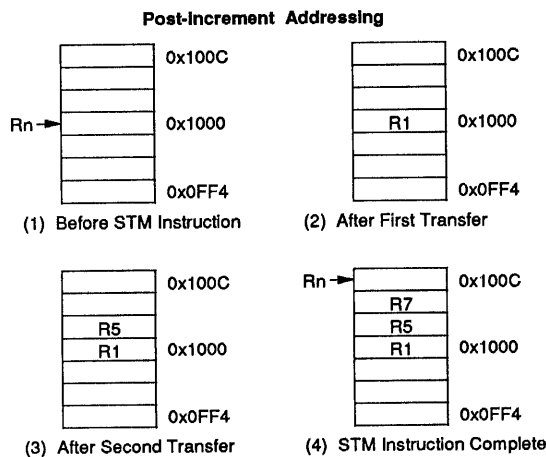 Post-increment Addressing
0x100C
Rn
0x1000
0x0FF4
(1) Before STM Instruction
0x100C
R1
0x1000
0x0FF4
(2) After First Transfer
0x100C
R5
R1
0x1000
0x0FF4
(3) After Second Transfer
Rn
0x100C
R7
R5
R1
0x1000
0x0FF4
(4) STM Instruction Complete